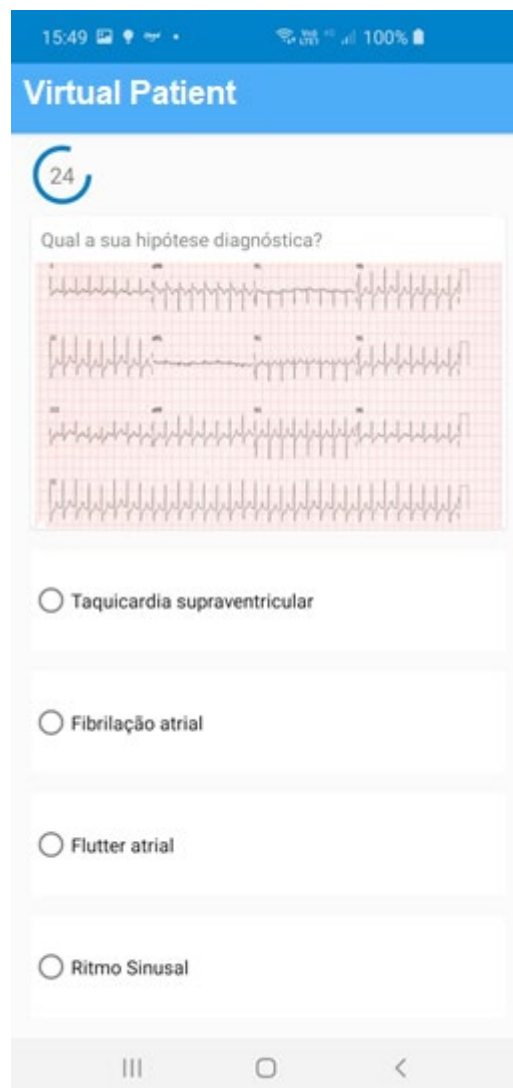 15:49 100%
Virtual Patient
24
Qual a sua hipótese diagnóstica?
Taquicardia supraventricular
Fibrilação atrial
Flutter atrial
Ritmo Sinusal